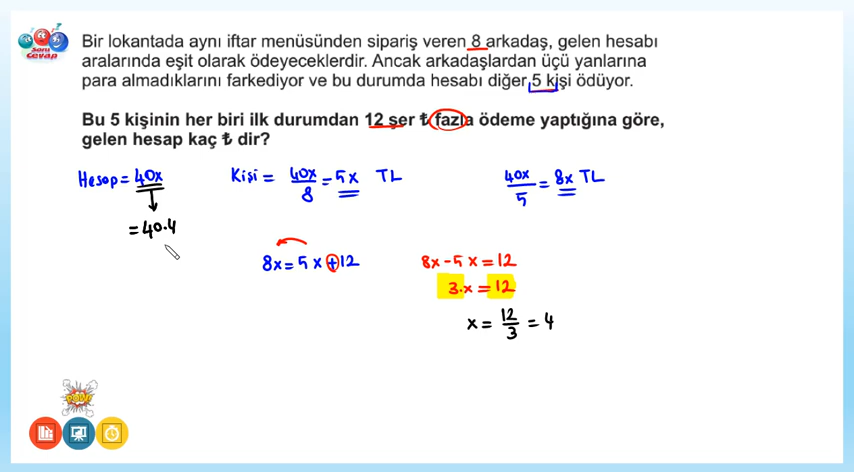 Soru
Cevap
Bir lokantada aynı iftar menüsünden sipariş veren 8 arkadaş, gelen hesabı
aralarında eşit olarak ödeyeceklerdir. Ancak arkadaşlardan üçü yanlarına
para almadıklarını farkediyor ve bu durumda hesabı diğer 5 kişi ödüyor.
Bu 5 kişinin her biri ilk durumdan 12 şer ₺ fazla ödeme yaptığına göre,
gelen hesap kaç ₺ dir?
Hesap = 40x
= 40.4
Kişi = 40x/8 = 5x TL
40x/5 = 8x TL
8x = 5x + 12
8x - 5x = 12
3.x = 12
x = 12/3 = 4
POW!